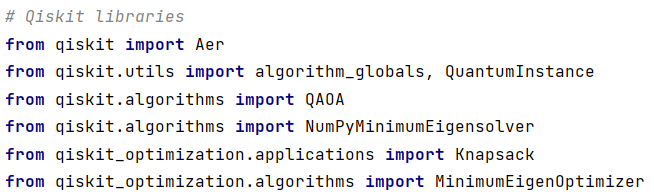 # Qiskit libraries
from qiskit import Aer
from qiskit.utils import algorithm_globals, QuantumInstance
from qiskit.algorithms import QAOA
from qiskit.algorithms import NumPyMinimumEigensolver
from qiskit_optimization.applications import Knapsack
from qiskit_optimization.algorithms import MinimumEigenOptimizer